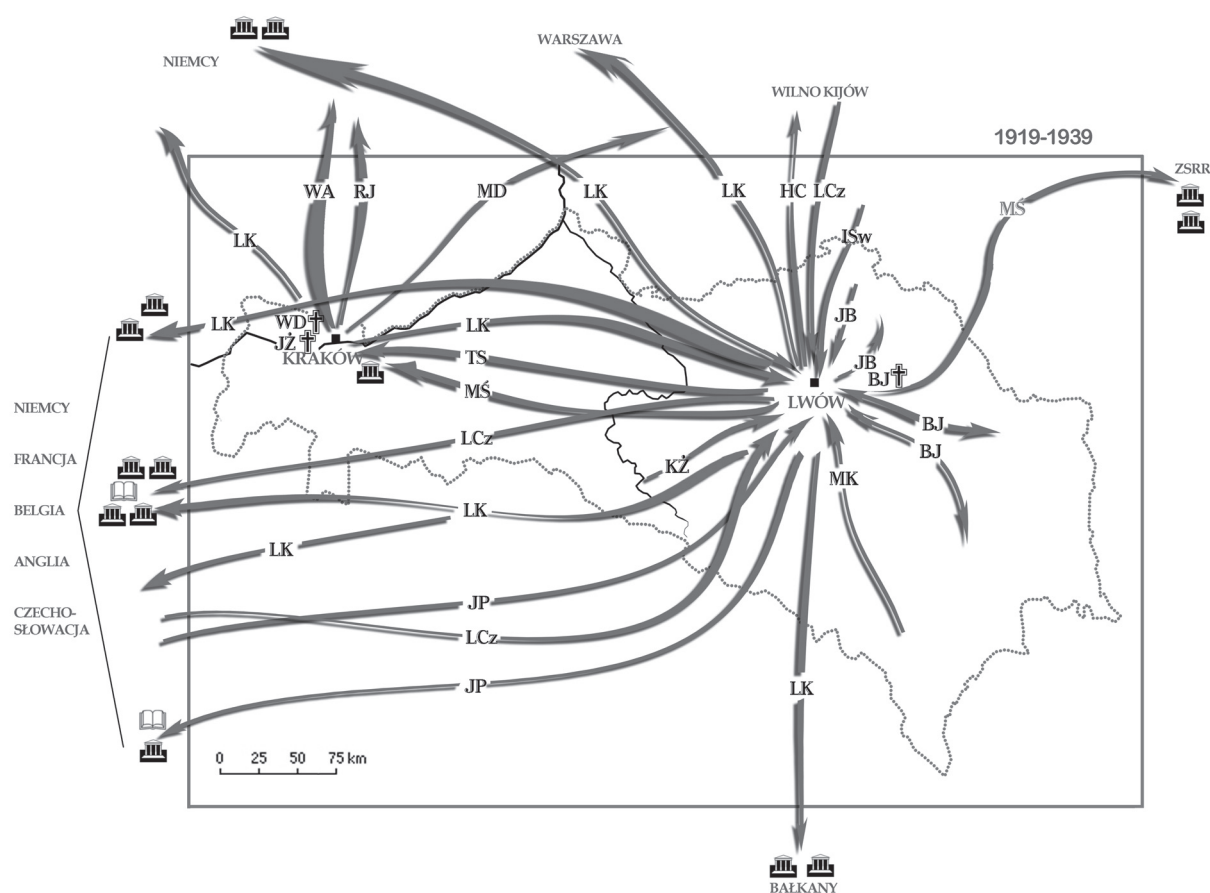 WARSZAWA
NIEMCY
WILNO KIJÓW
1919-1939
ZSRR
WA
RJ
MD
LK
LK
HC
LCz
MŚ
LK
ISw
LK
WD
JŻ
KRAKÓW
LK
TS
MŚ
JB
JB
BJ
LWÓW
NIEMCY
FRANCJA
BELGIA
ANGLIA
CZECHO-
SŁOWACJA
LCz
KŻ
BJ
BJ
MK
LK
LK
JP
LCz
JP
LK
0 25 50 75 km
BAŁKANY